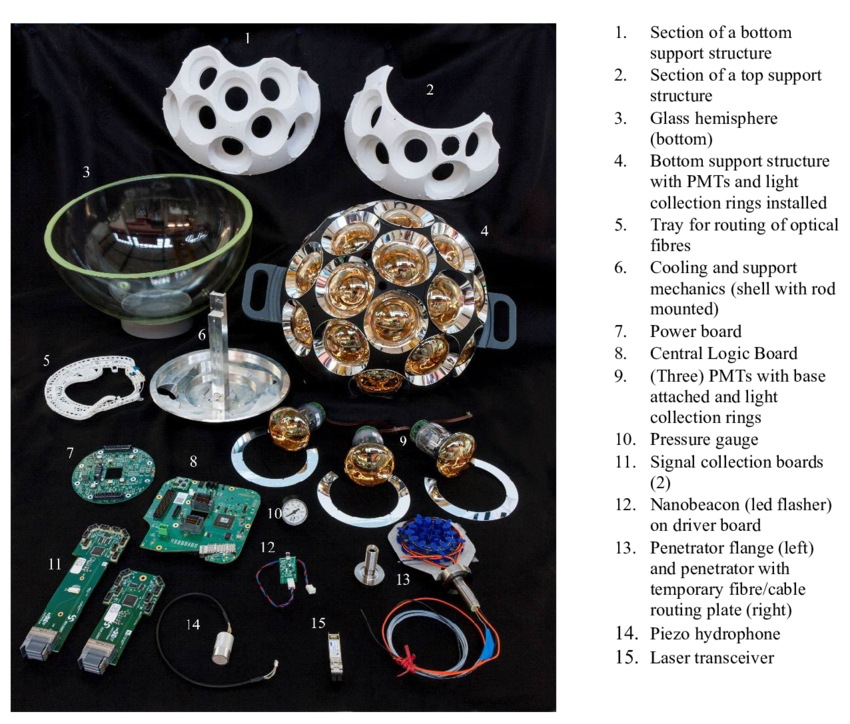 1
2
3
4
5
6
7
8
9
10
11
12
13
14
15
1. Section of a bottom
support structure
2. Section of a top support
structure
3. Glass hemisphere
(bottom)
4. Bottom support structure
with PMTs and light
collection rings installed
5. Tray for routing of optical
fibres
6. Cooling and support
mechanics (shell with rod
mounted)
7. Power board
8. Central Logic Board
9. (Three) PMTs with base
attached and light
collection rings
10. Pressure gauge
11. Signal collection boards
(2)
12. Nanobeacon (led flasher)
on driver board
13. Penetrator flange (left)
and penetrator with
temporary fibre/cable
routing plate (right)
14. Piezo hydrophone
15. Laser transceiver